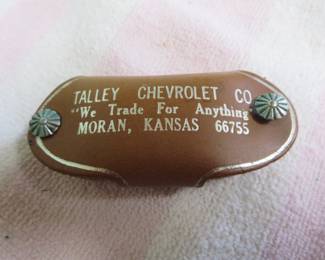 TALLEY CHEVROLET CO
"We Trade For Anything"
MORAN, KANSAS 66755